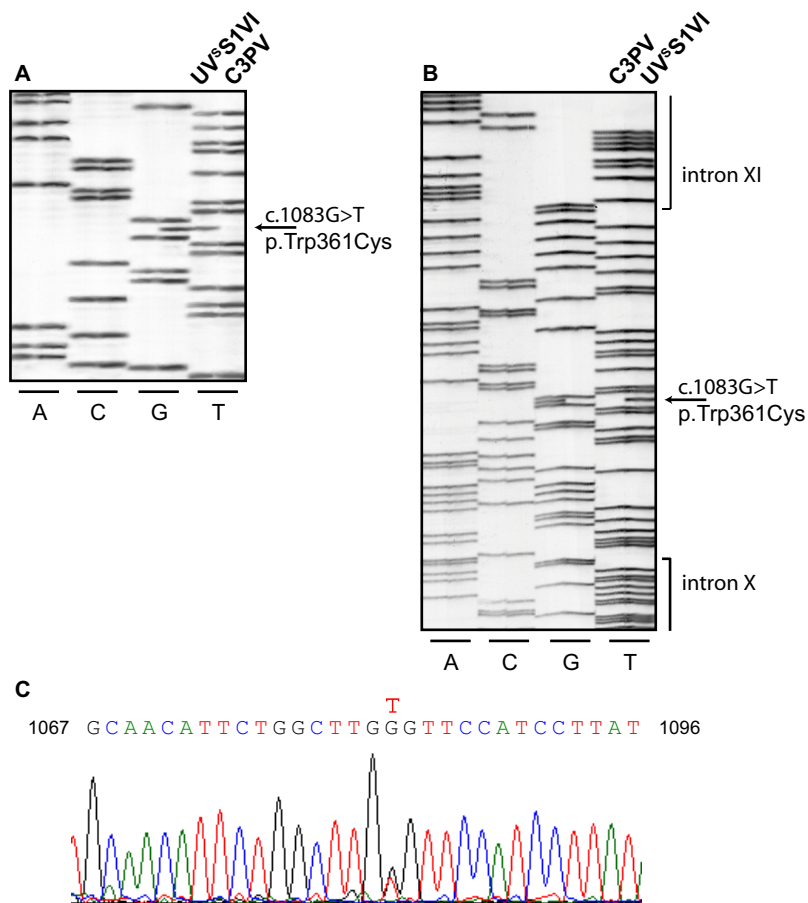 A
UVˢS1VI
C3PV
c.1083G>T
p.Trp361Cys
A C G T
B
C3PV
UVˢS1VI
intron XI
c.1083G>T
p.Trp361Cys
intron X
A C G T
C
T
1067 GCAACATTCTGGCTTGGGTTCCATCCTTAT 1096